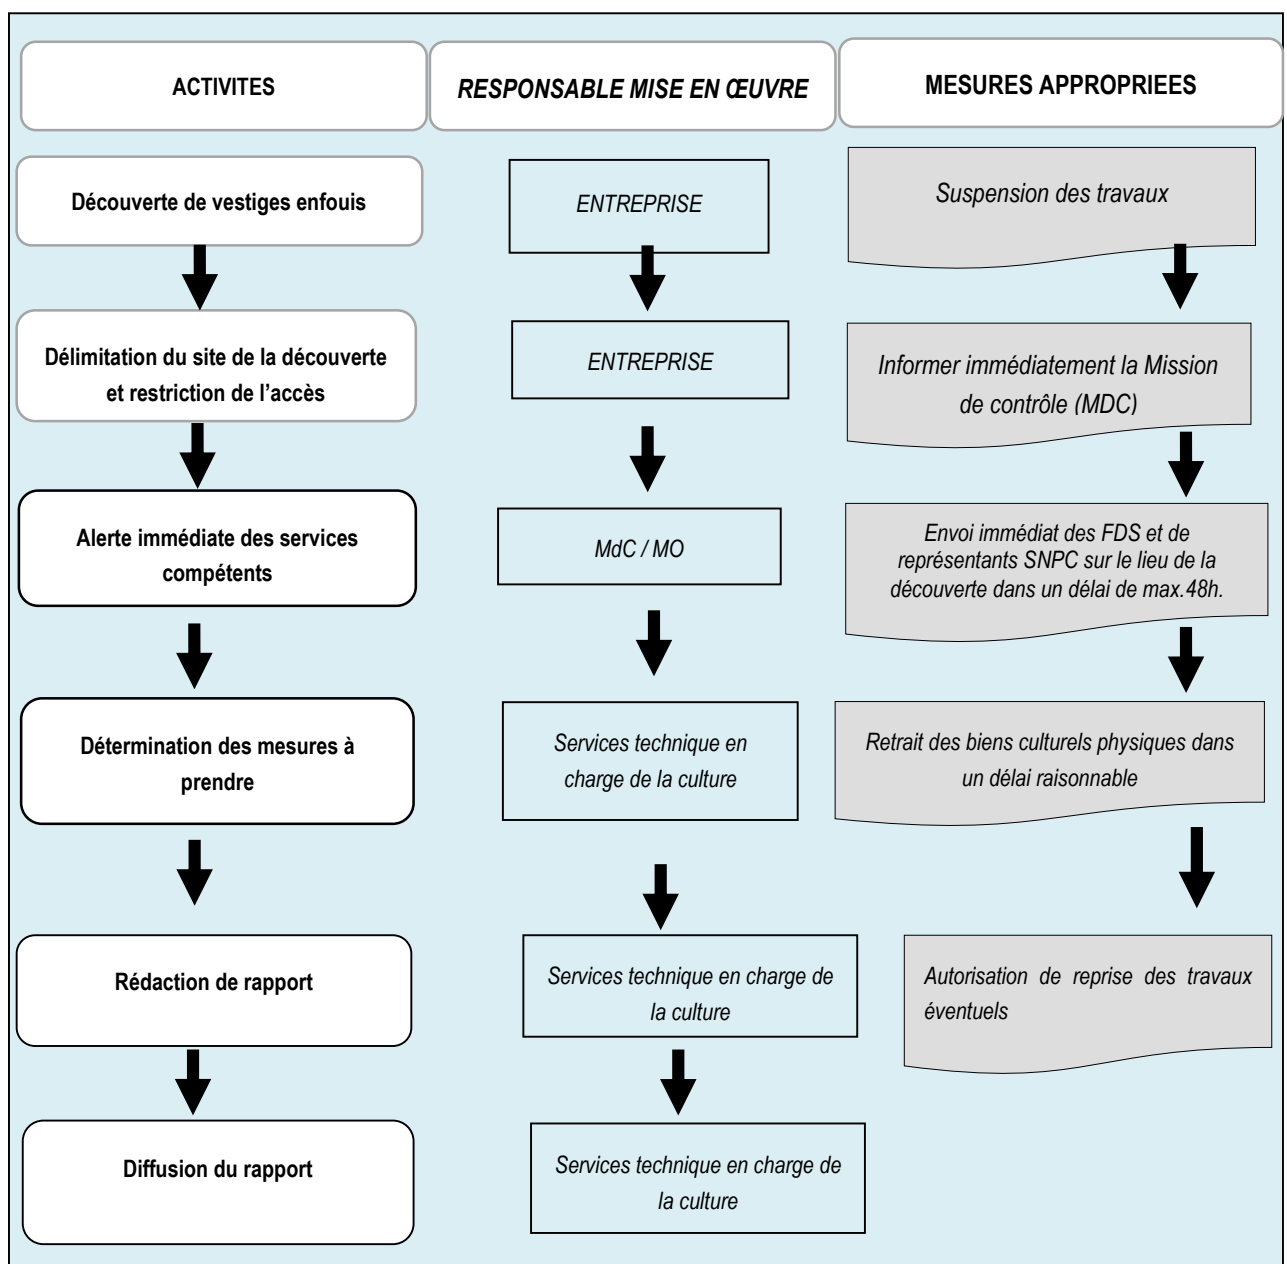 ACTIVITES
RESPONSABLE MISE EN ŒUVRE
MESURES APPROPRIEES
Découverte de vestiges enfouis
ENTREPRISE
Suspension des travaux
Délimitation du site de la découverte
et restriction de l’accès
ENTREPRISE
Informer immédiatement la Mission
de contrôle (MDC)
Alerte immédiate des services
compétents
MdC / MO
Envoi immédiat des FDS et de
représentants SNPC sur le lieu de la
découverte dans un délai de max.48h.
Détermination des mesures à
prendre
Services technique en
charge de la culture
Retrait des biens culturels physiques dans
un délai raisonnable
Rédaction de rapport
Services technique en charge de
la culture
Autorisation de reprise des travaux
éventuels
Diffusion du rapport
Services technique en charge de
la culture